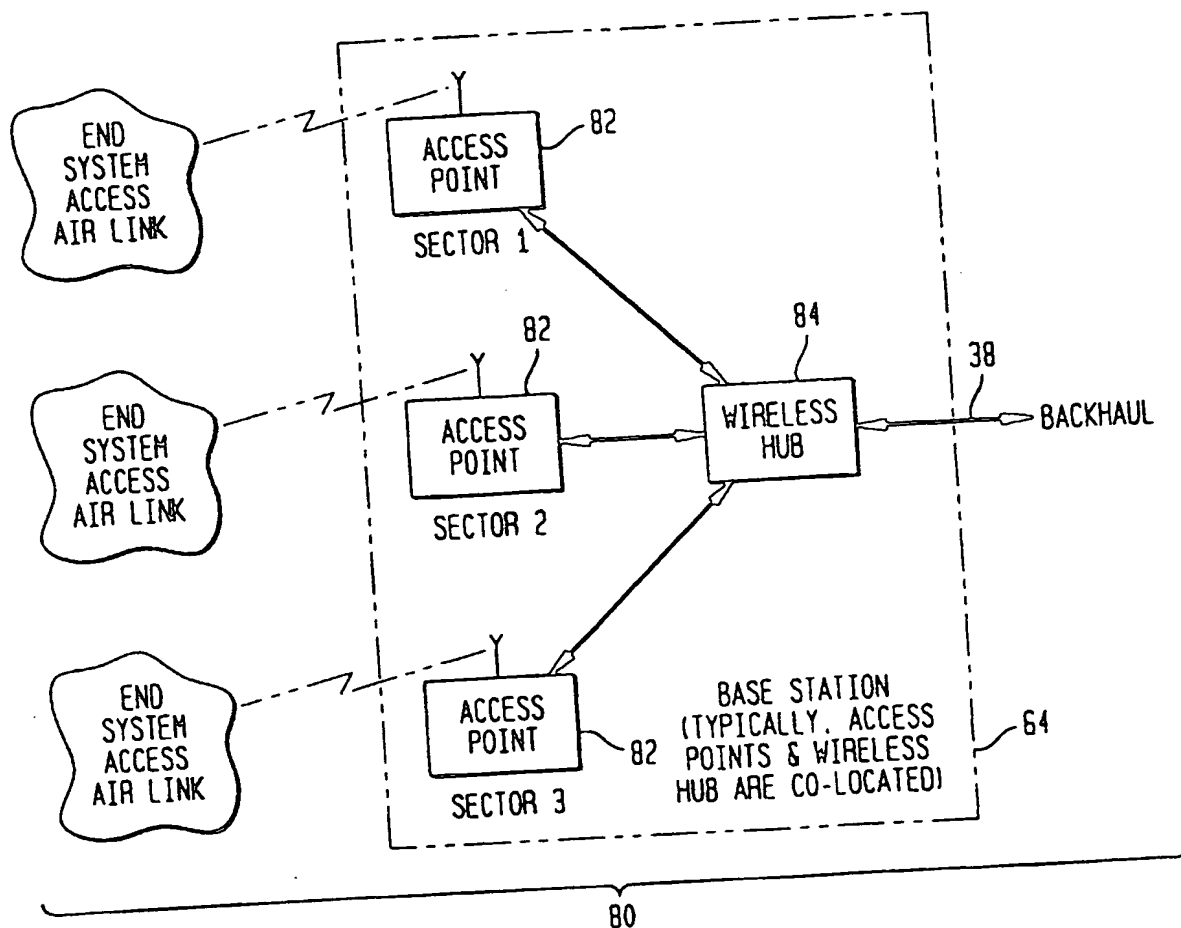 END
SYSTEM
ACCESS
AIR LINK
ACCESS
POINT
82
SECTOR 1
END
SYSTEM
ACCESS
AIR LINK
82
ACCESS
POINT
SECTOR 2
84
WIRELESS
HUB
38
BACKHAUL
END
SYSTEM
ACCESS
AIR LINK
ACCESS
POINT
82
SECTOR 3
BASE STATION
(TYPICALLY, ACCESS
POINTS & WIRELESS
HUB ARE CO-LOCATED)
64
80